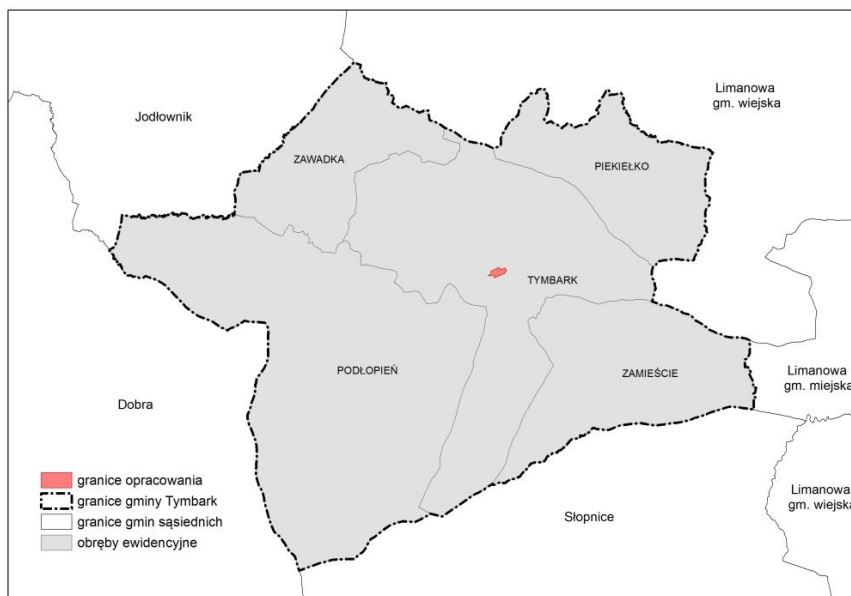 Limanowa
gm. wiejska
Jodłownik
ZAWADKA
PIEKIEŁKO
TYMBARK
PODŁOPIEŃ
ZAMIEŚCIE
Limanowa
gm. miejska
Dobra
granice opracowania
granice gminy Tymbark
granice gmin sąsiednich
obręby ewidencyjne
Słopnice
Limanowa
gm. wiejska